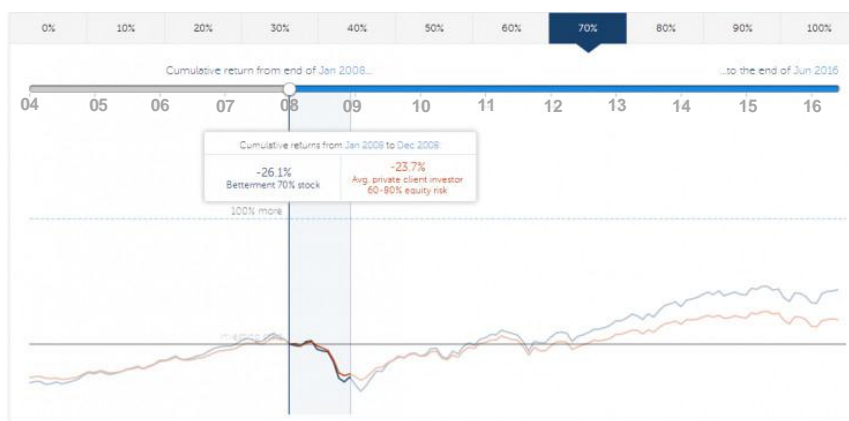 0% 10% 20% 30% 40% 50% 60% 70% 80% 90% 100%
Cumulative return from end of Jan 2008... ...to the end of Jun 2016
04 05 06 07 08 09 10 11 12 13 14 15 16
Cumulative returns from Jan 2008 to Dec 2008:
-26.1% -23.7%
Betterment 70% stock Avg. private client investor
60-80% equity risk
100% more